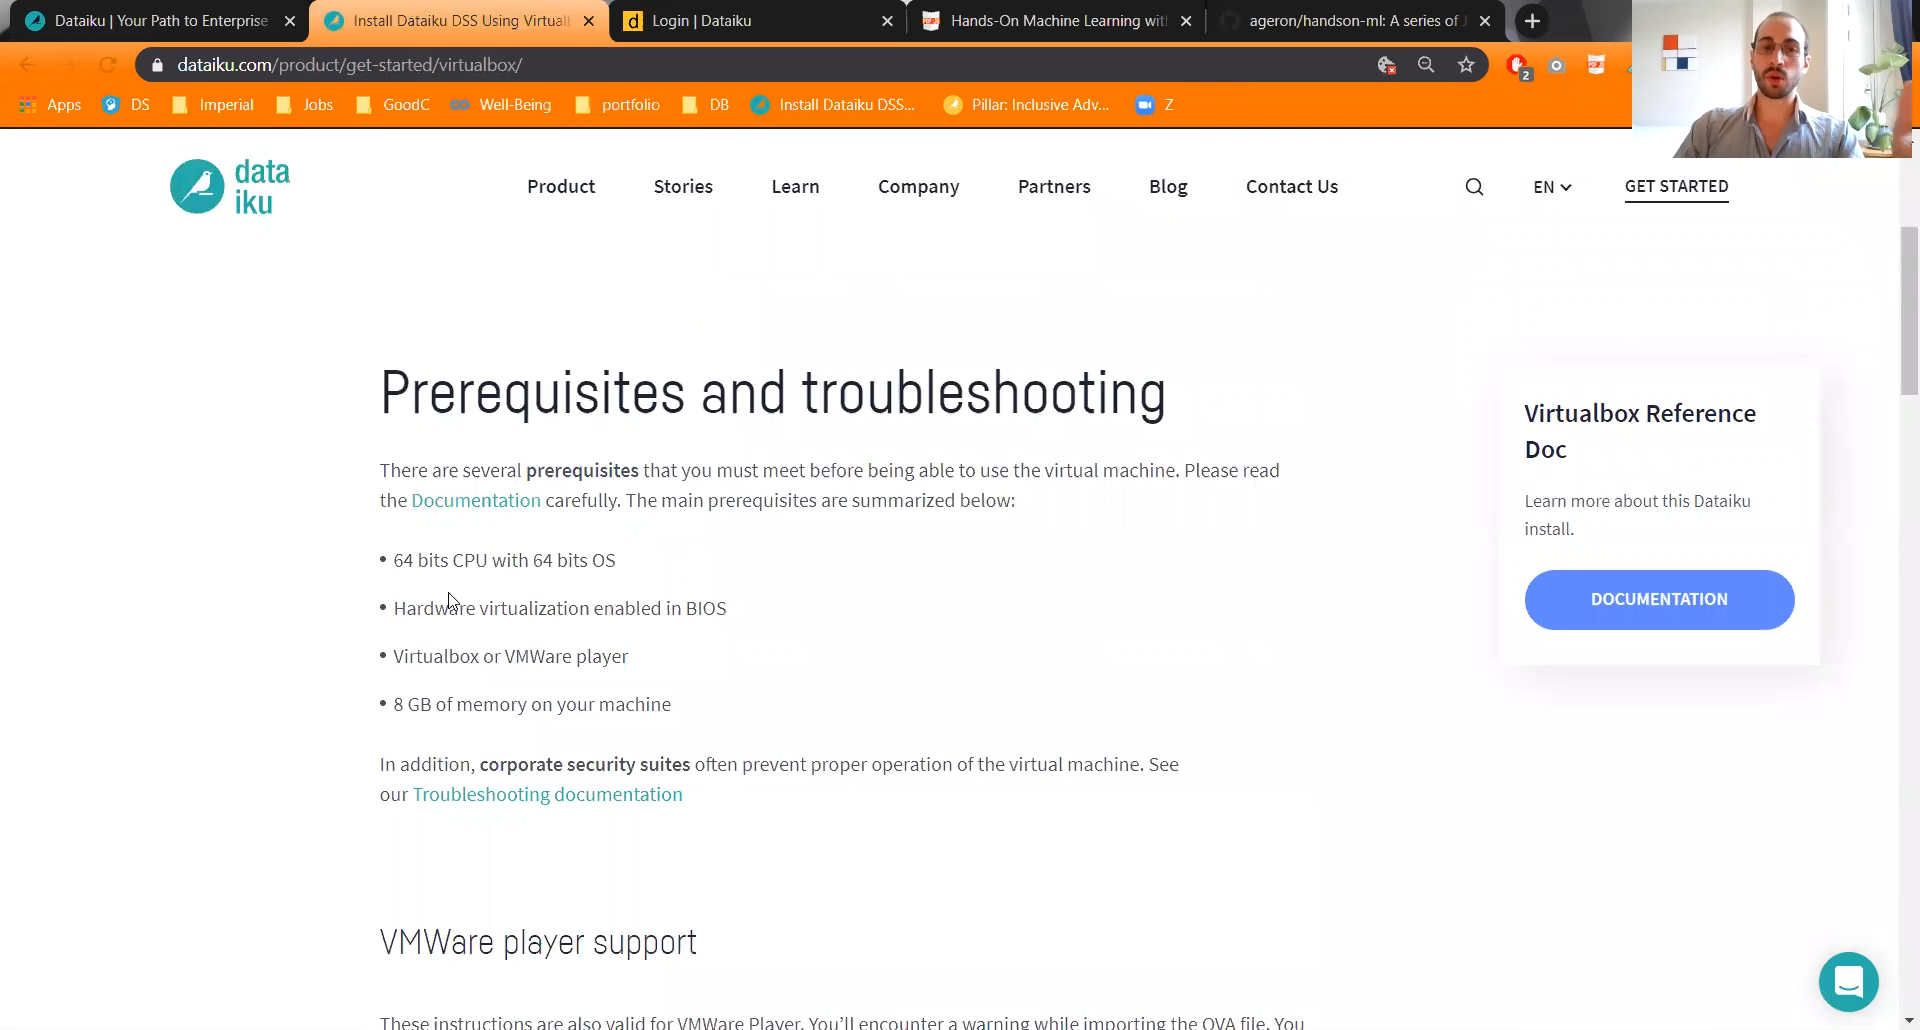 Dataiku | Your Path to Enterprise
Install Dataiku DSS Using Virtual
Login | Dataiku
Hands-On Machine Learning with
ageron/handson-ml: A series of J
dataiku.com/product/get-started/virtualbox/
2
Apps
DS
Imperial
Jobs
GoodC
Well-Being
portfolio
DB
Install Dataiku DSS...
Pillar: Inclusive Adv...
Z
data
iku
Product
Stories
Learn
Company
Partners
Blog
Contact Us
EN
GET STARTED
Prerequisites and troubleshooting
There are several prerequisites that you must meet before being able to use the virtual machine. Please read
the Documentation carefully. The main prerequisites are summarized below:
• 64 bits CPU with 64 bits OS
• Hardware virtualization enabled in BIOS
• Virtualbox or VMWare player
• 8 GB of memory on your machine
In addition, corporate security suites often prevent proper operation of the virtual machine. See
our Troubleshooting documentation
Virtualbox Reference
Doc
Learn more about this Dataiku
install.
DOCUMENTATION
VMWare player support
These instructions are also valid for VMWare Player. You'll encounter a warning while importing the OVA file. You